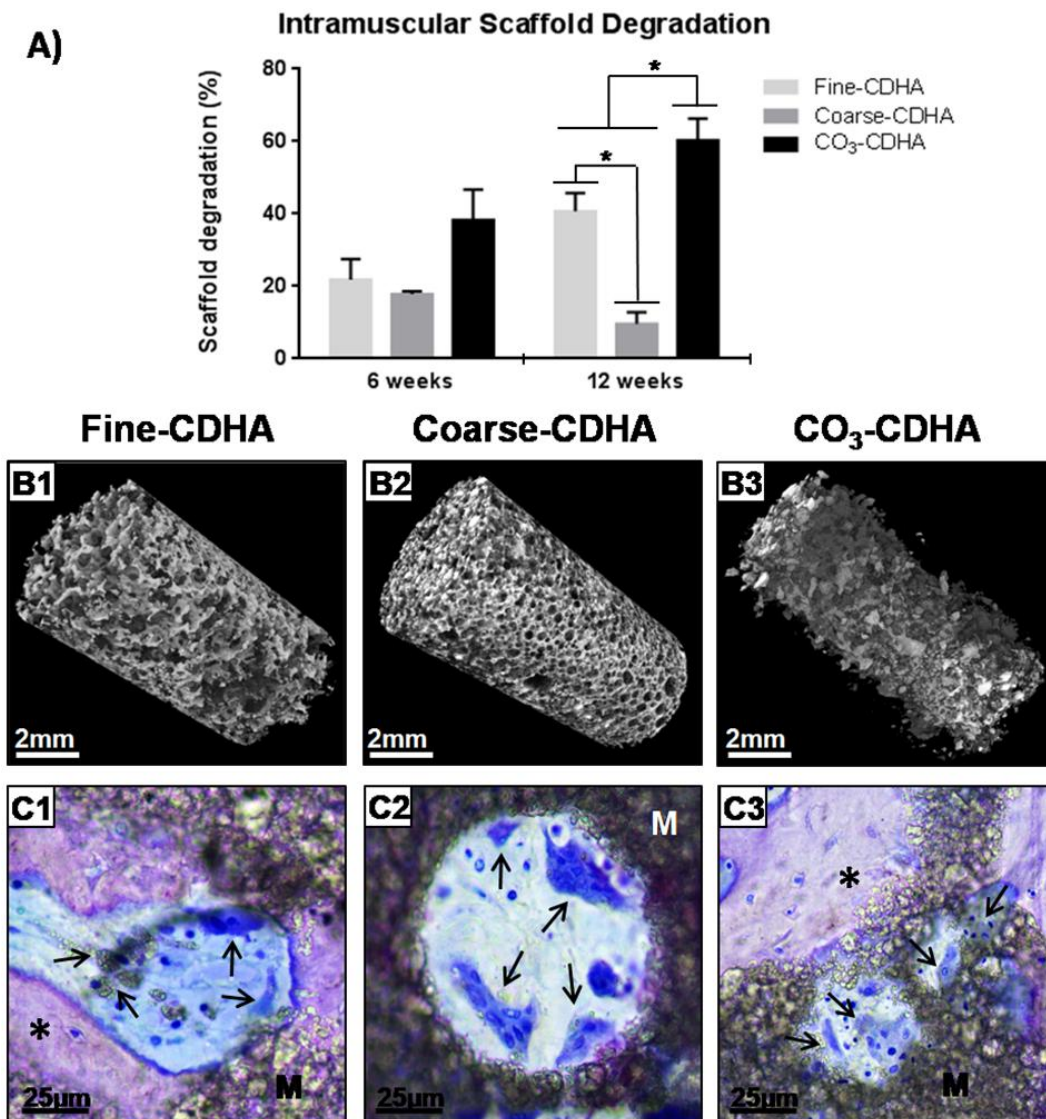 A)
Intramuscular Scaffold Degradation
Scaffold degradation (%)
80
60
40
20
0
*
*
6 weeks
12 weeks
Fine-CDHA
Coarse-CDHA
CO₃-CDHA
Fine-CDHA
Coarse-CDHA
CO₃-CDHA
B1
2mm
B2
2mm
B3
2mm
C1
*
M
25µm
C2
M
25µm
C3
*
M
25µm